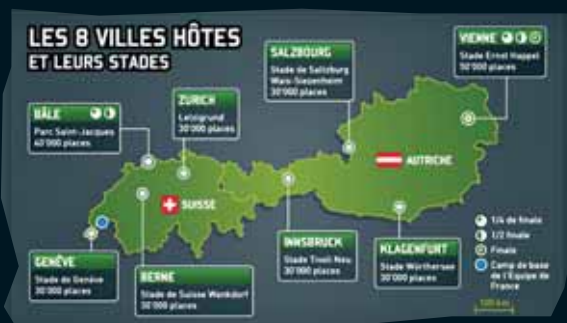 LES 8 VILLES HÔTES
ET LEURS STADES
VIENNE
Stade Ernst Happel
50'000 places
SALZBOURG
Stade de Salzburg
Wals-Siezenheim
30'000 places
ZURICH
Letzigrund
30'000 places
BÂLE
Parc Saint-Jacques
40'000 places
SUISSE
AUTRICHE
GENÈVE
Stade de Genève
30'000 places
BERNE
Stade de Suisse Wankdorf
30'000 places
INNSBRUCK
Stade Tivoli Neu
30'000 places
KLAGENFURT
Stade Wörthersee
30'000 places
1/4 de finale
1/2 finale
Finale
Camp de base
de l'Equipe de
France
100 km